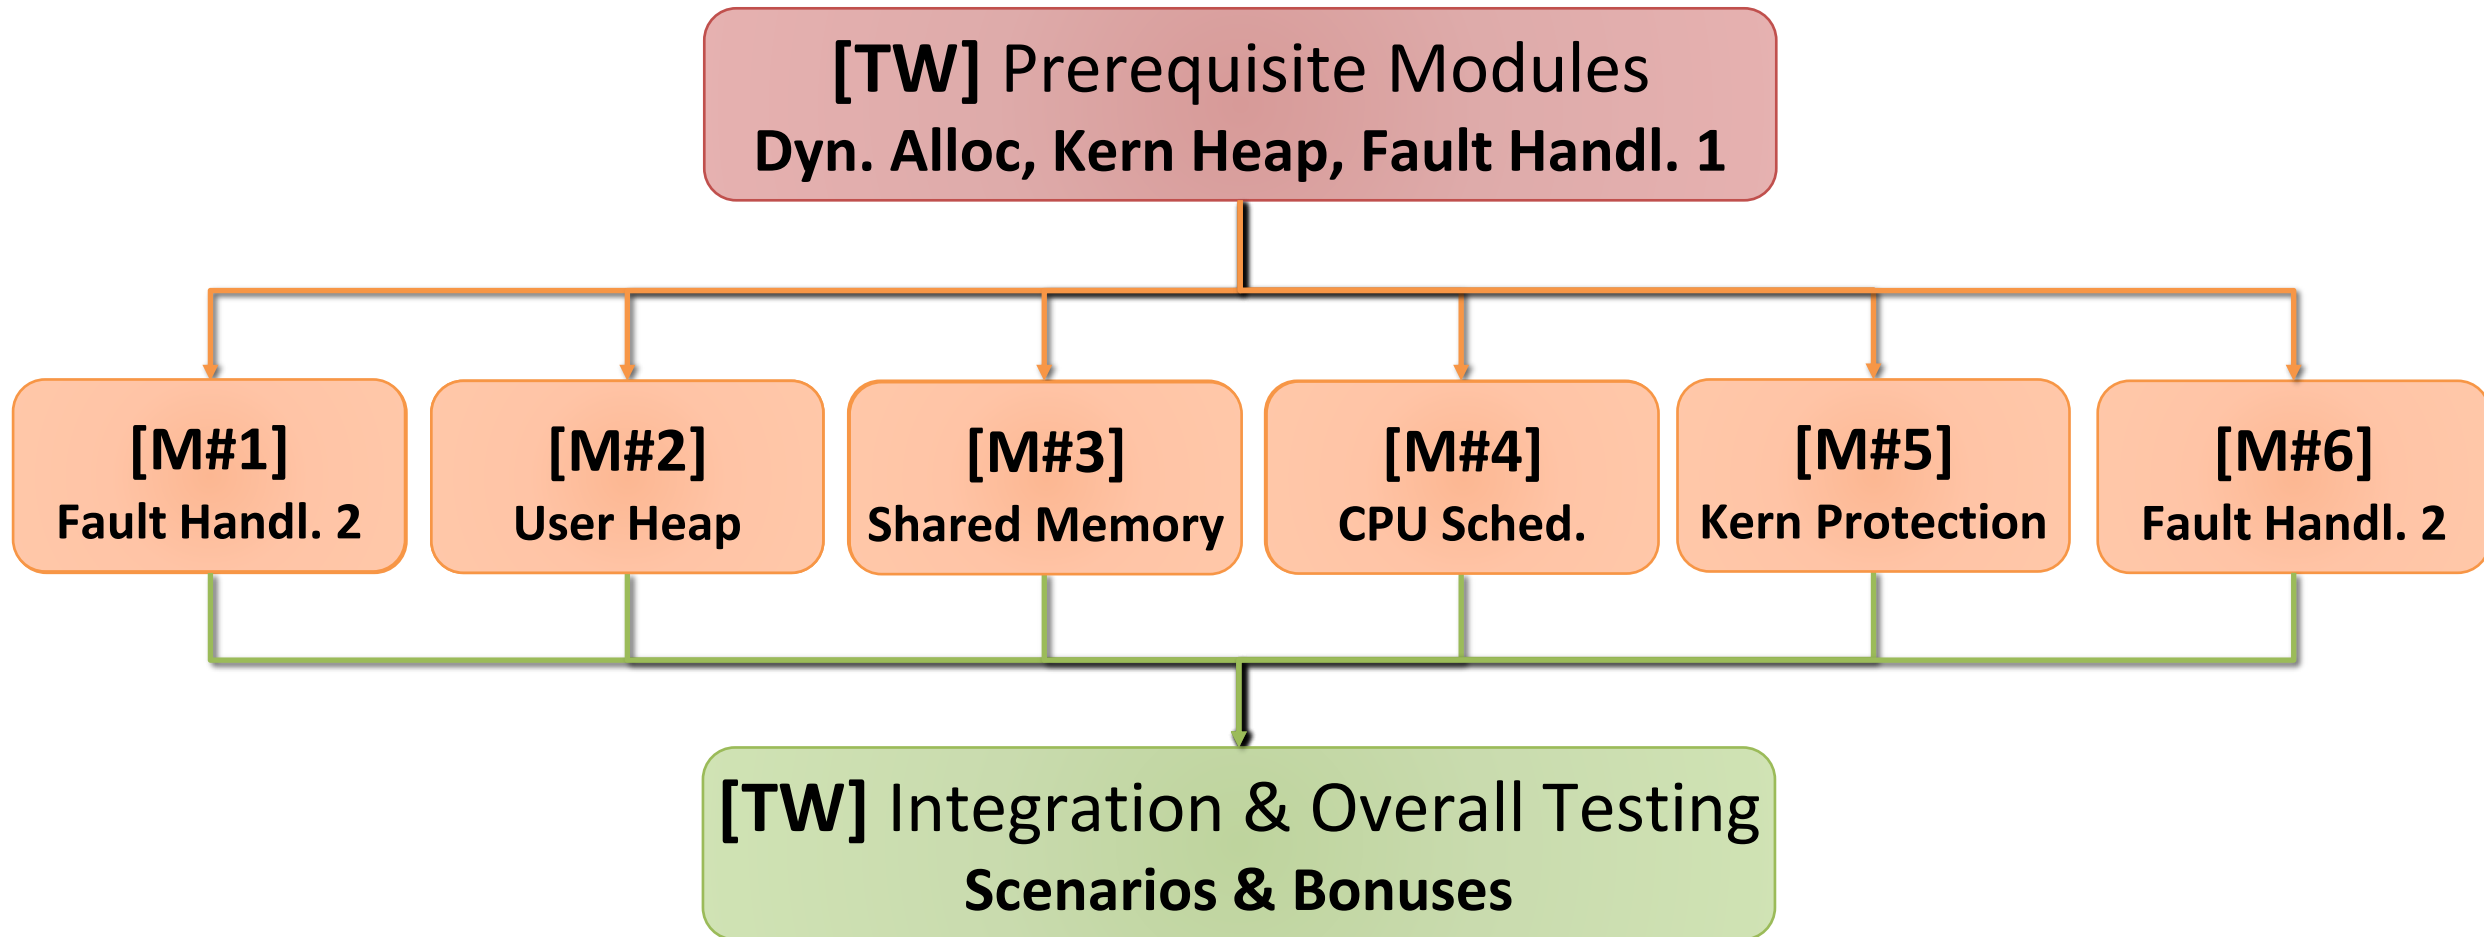 [TW] Prerequisite Modules
Dyn. Alloc, Kern Heap, Fault Handl. 1
[M#1]
Fault Handl. 2
[M#2]
User Heap
[M#3]
Shared Memory
[M#4]
CPU Sched.
[M#5]
Kern Protection
[M#6]
Fault Handl. 2
[TW] Integration & Overall Testing
Scenarios & Bonuses